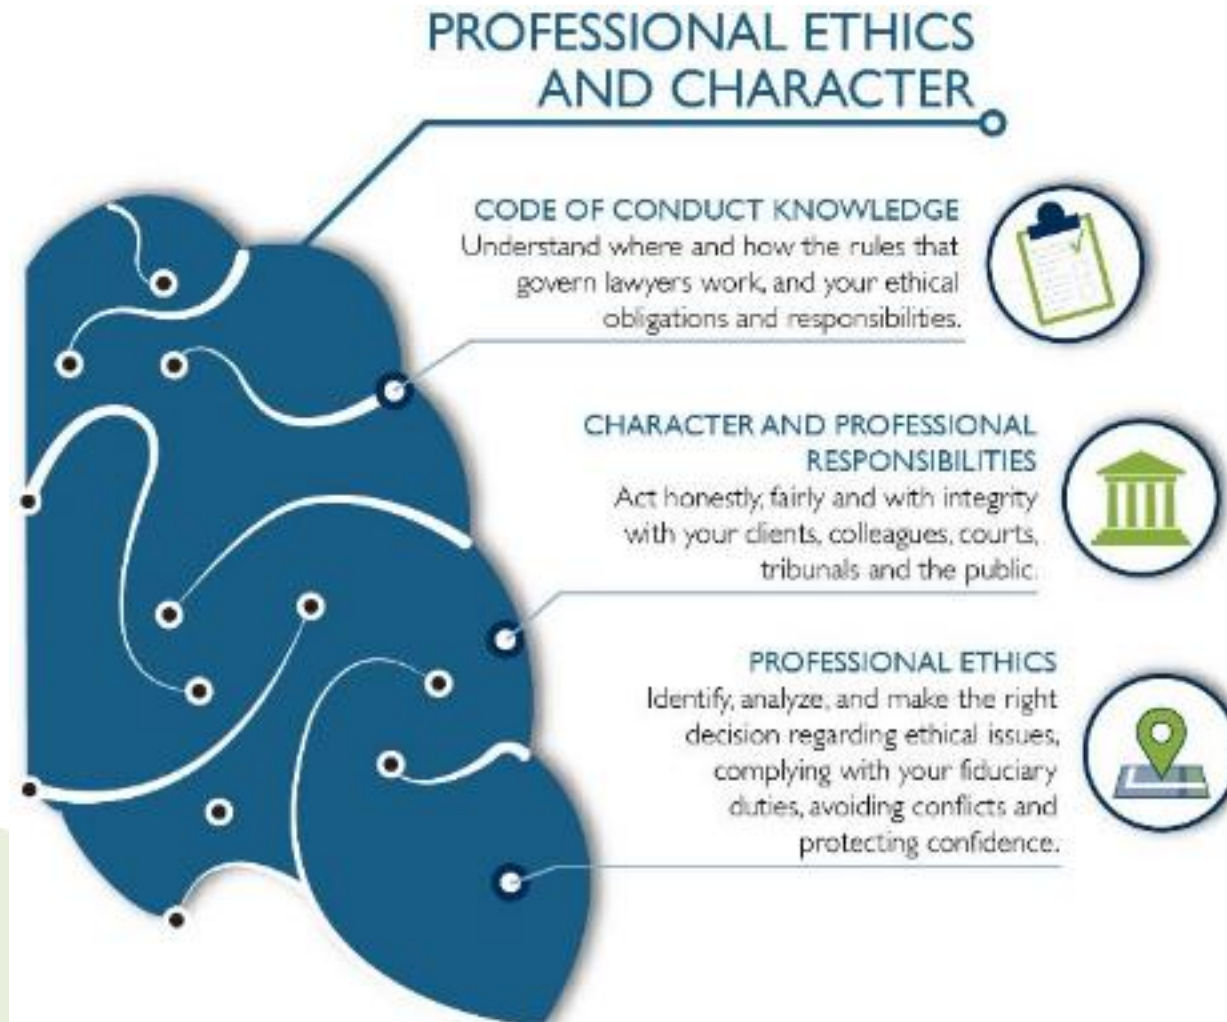 PROFESSIONAL ETHICS
AND CHARACTER
CODE OF CONDUCT KNOWLEDGE
Understand where and how the rules that
govern lawyers work, and your ethical
obligations and responsibilities.
CHARACTER AND PROFESSIONAL
RESPONSIBILITIES
Act honestly, fairly and with integrity
with your clients, colleagues, courts,
tribunals and the public.
PROFESSIONAL ETHICS
Identify, analyze, and make the right
decision regarding ethical issues,
complying with your fiduciary
duties, avoiding conflicts and
protecting confidence.